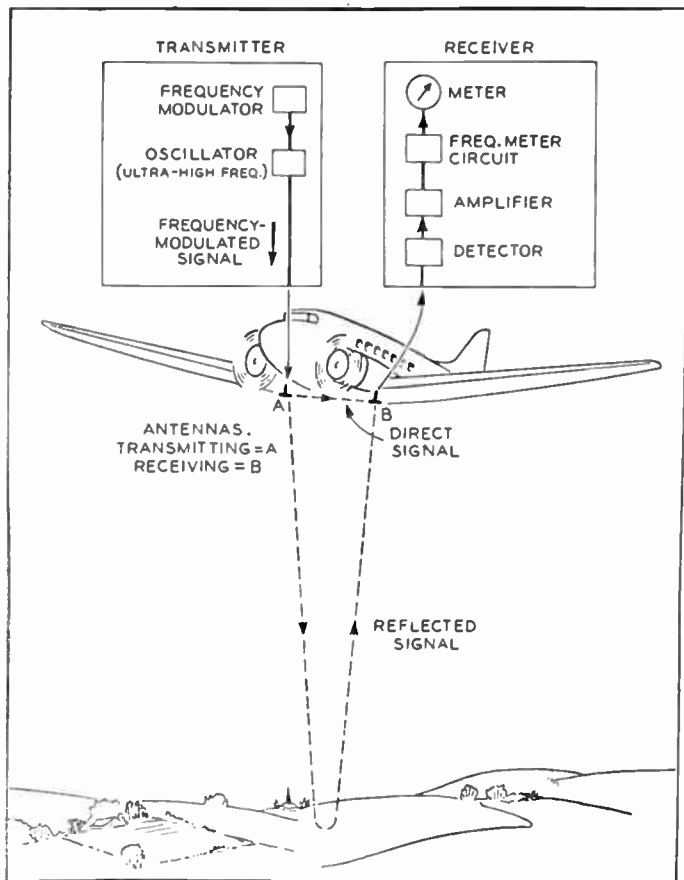 TRANSMITTER
FREQUENCY
MODULATOR
OSCILLATOR
(ULTRA-HIGH FREQ.)
FREQUENCY-
MODULATED
SIGNAL
RECEIVER
METER
FREQ. METER
CIRCUIT
AMPLIFIER
DETECTOR
A
B
ANTENNAS.
TRANSMITTING=A
RECEIVING=B
DIRECT
SIGNAL
REFLECTED
SIGNAL